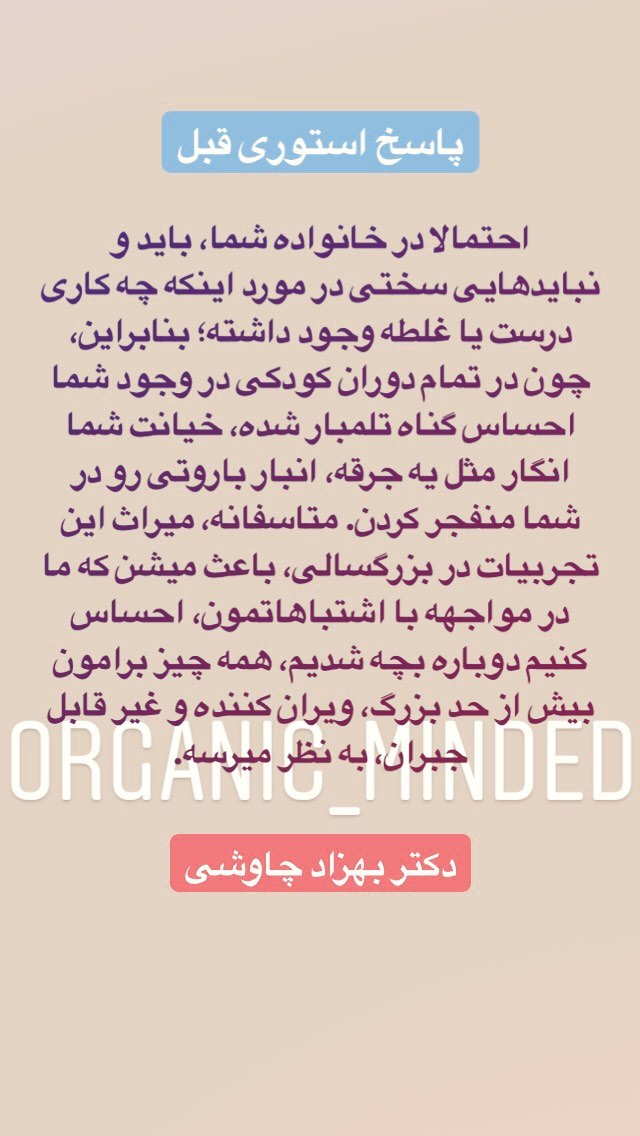 پاسخ استوری قبل
احتمالا در خانواده شما، باید و
نبایدهایی سختی در مورد اینکه چه کاری
درست یا غلطه وجود داشته؛ بنابراین،
چون در تمام دوران کودکی در وجود شما
احساس گناه تلمبار شده، خیانت شما
انگار مثل یه جرقه، انبار باروتی رو در
شما منفجر کردن. متاسفانه، میراث این
تجربیات در بزرگسالی، باعث میشن که ما
در مواجهه با اشتباهاتمون، احساس
کنیم دوباره بچه شدیم، همه چیز برامون
بیش از حد بزرگ، ویران کننده و غیر قابل
جبران، به نظر میرسه.
ORGANIC_MINDED
دکتر بهزاد چاوشی